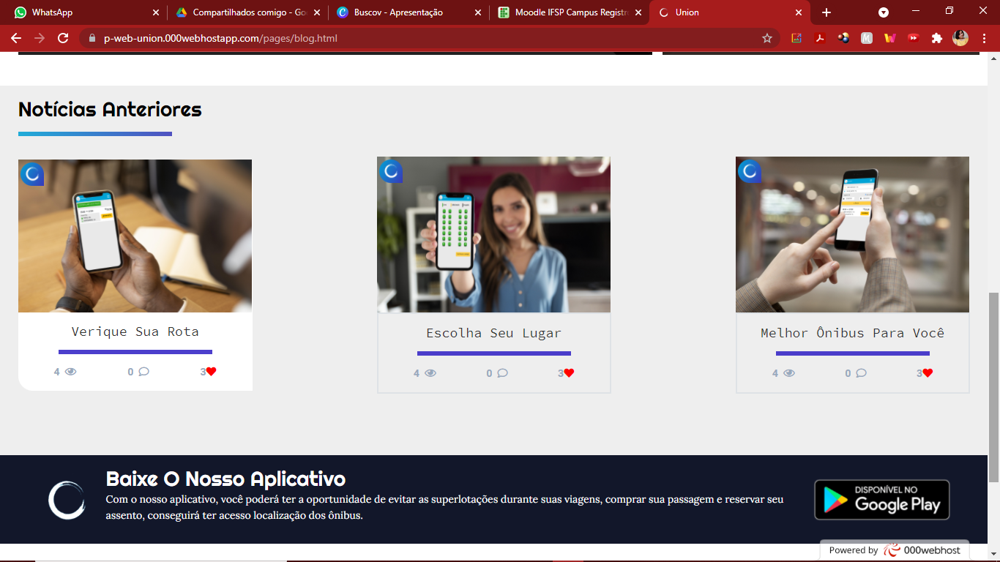 WhatsApp
Compartilhados comigo - Go
Buscov - Apresentação
Moodle IFSP Campus Registr
Union
p-web-union.000webhostapp.com/pages/blog.html
Notícias Anteriores
Verique Sua Rota
4 0 3
Escolha Seu Lugar
4 0 3
Melhor Ônibus Para Você
4 0 3
Baixe O Nosso Aplicativo
Com o nosso aplicativo, você poderá ter a oportunidade de evitar as superlotações durante suas viagens, comprar sua passagem e reservar seu
assento, conseguirá ter acesso localização dos ônibus.
DISPONÍVEL NO
Google Play
Powered by 000webhost